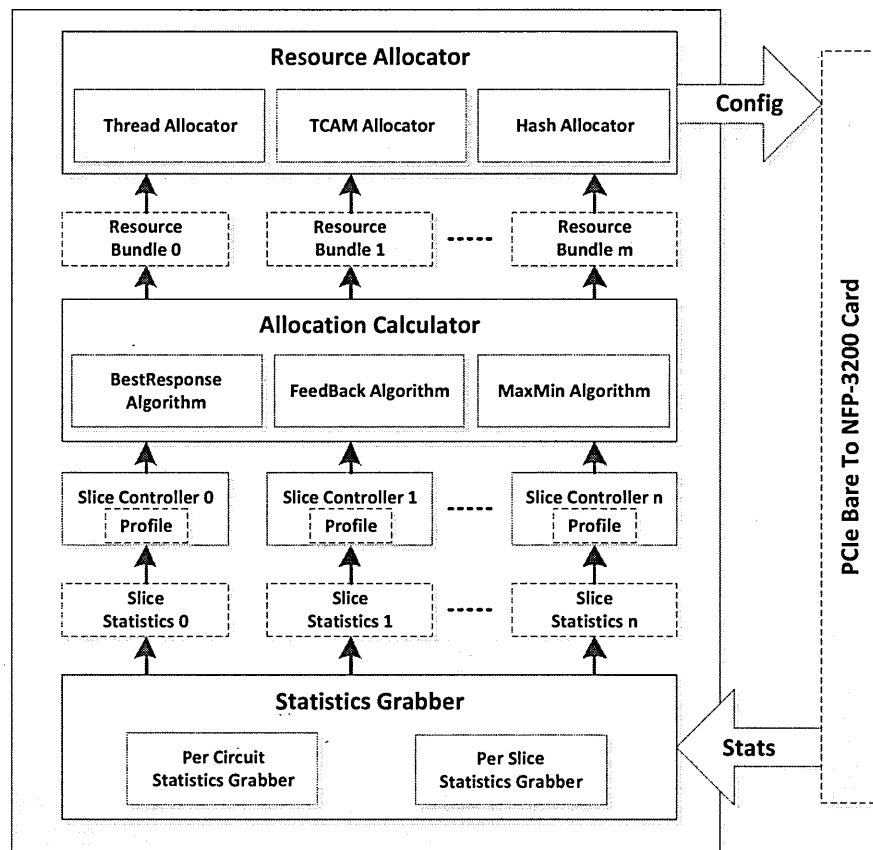 Resource Allocator
Thread Allocator
TCAM Allocator
Hash Allocator
Config
Resource
Bundle 0
Resource
Bundle 1
Resource
Bundle m
Allocation Calculator
BestResponse
Algorithm
FeedBack Algorithm
MaxMin Algorithm
Slice Controller 0
Profile
Slice Controller 1
Profile
Slice Controller n
Profile
Slice
Statistics 0
Slice
Statistics 1
Slice
Statistics n
Statistics Grabber
Per Circuit
Statistics Grabber
Per Slice
Statistics Grabber
Stats
PCIe Bare To NFP-3200 Card